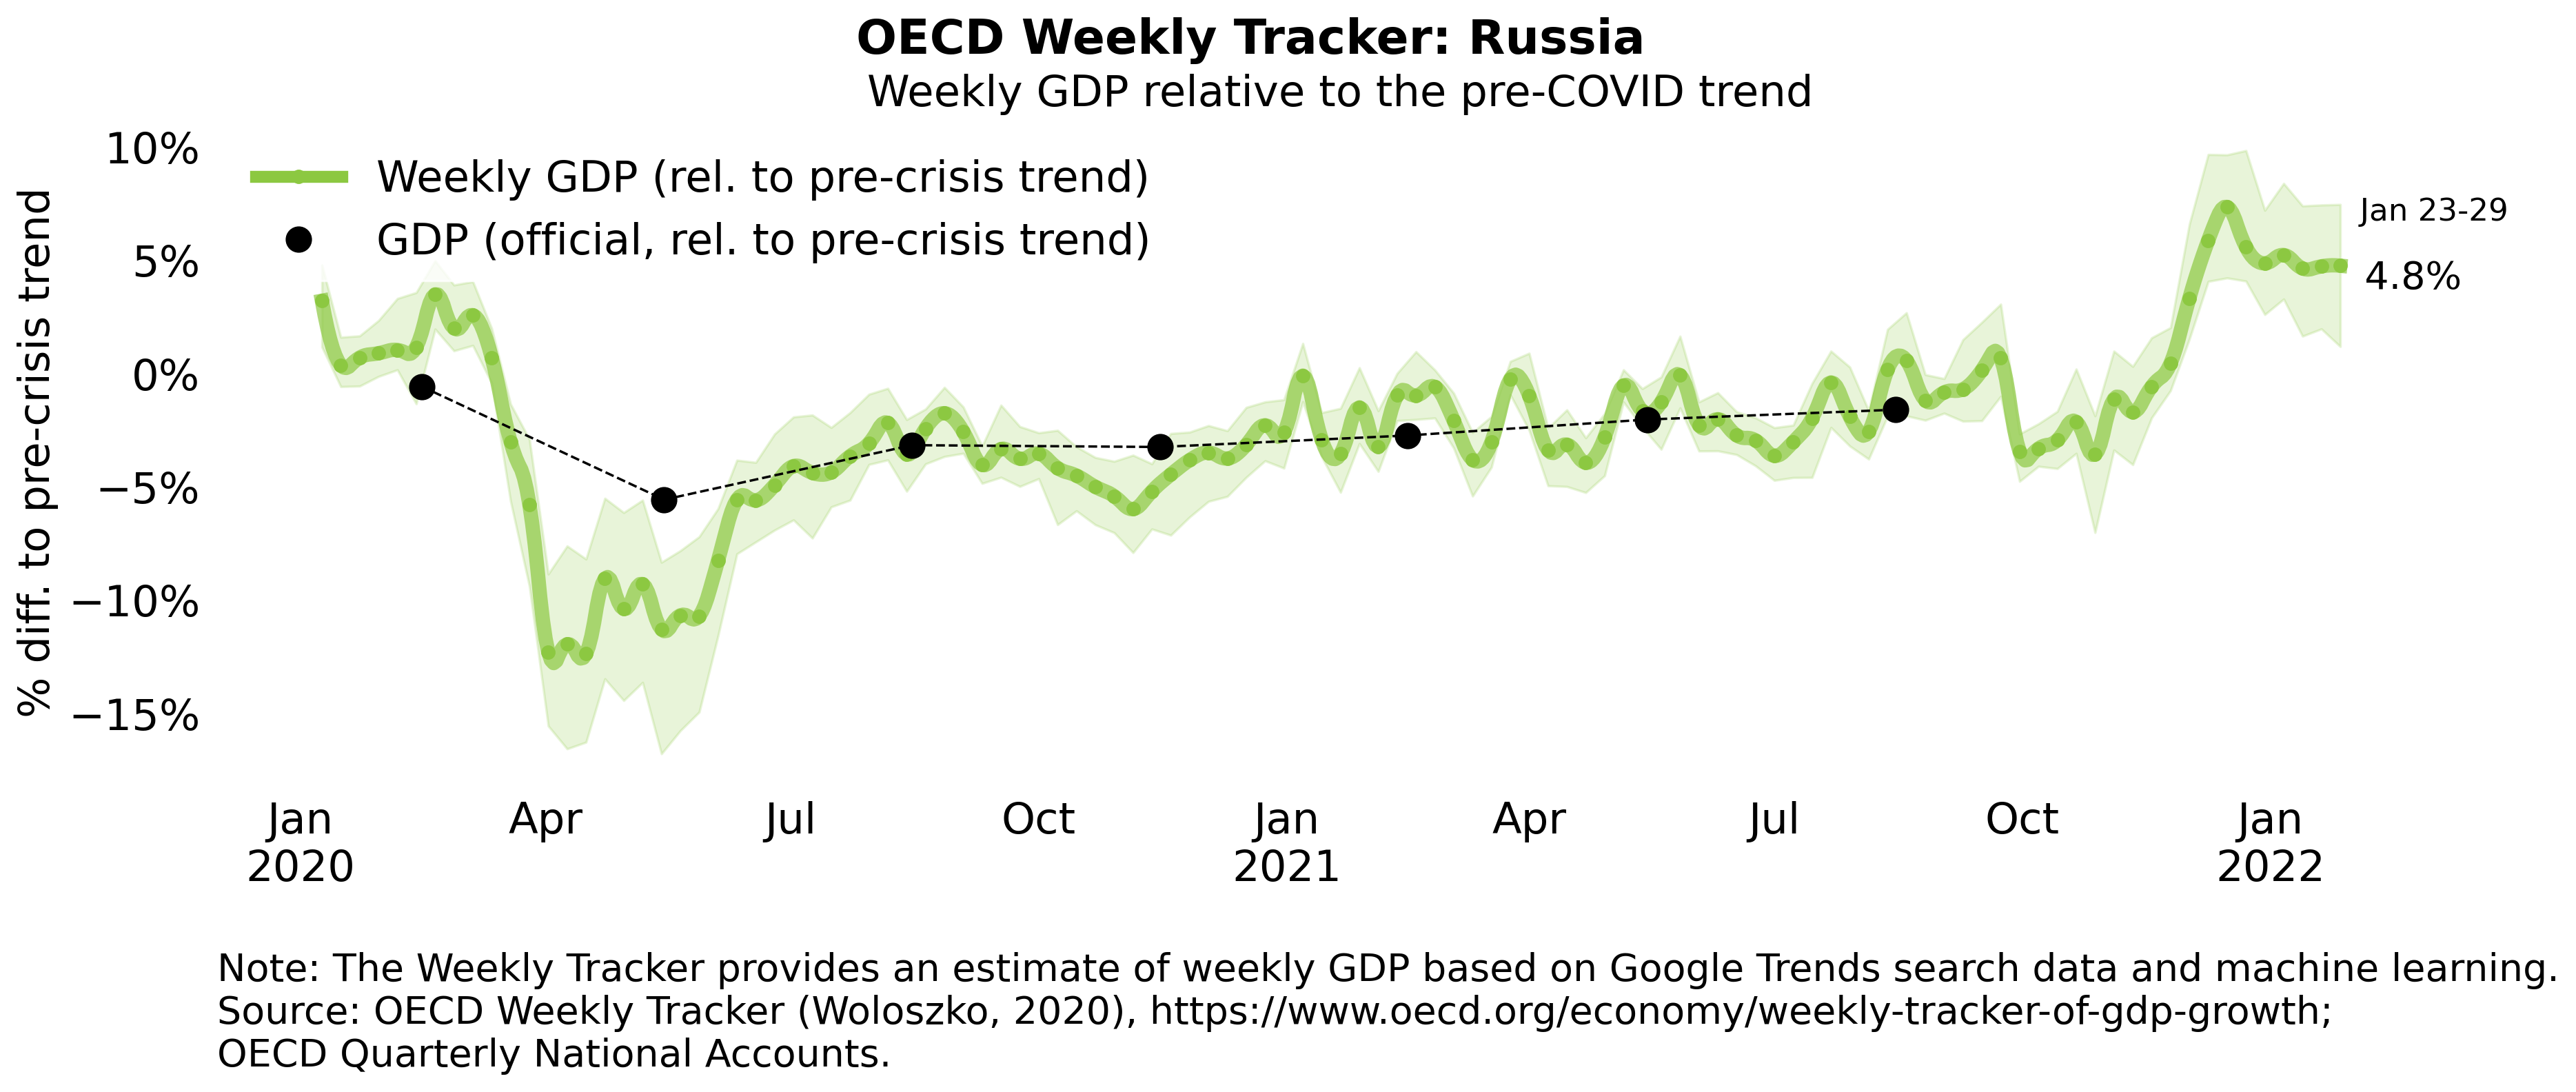 OECD Weekly Tracker: Russia
Weekly GDP relative to the pre-COVID trend
% diff. to pre-crisis trend
10%
5%
0%
−5%
−10%
−15%
Weekly GDP (rel. to pre-crisis trend)
GDP (official, rel. to pre-crisis trend)
Jan 23-29
4.8%
Jan Apr Jul Oct Jan Apr Jul Oct Jan
2020 2021 2022
Note: The Weekly Tracker provides an estimate of weekly GDP based on Google Trends search data and machine learning.
Source: OECD Weekly Tracker (Woloszko, 2020), https://www.oecd.org/economy/weekly-tracker-of-gdp-growth;
OECD Quarterly National Accounts.